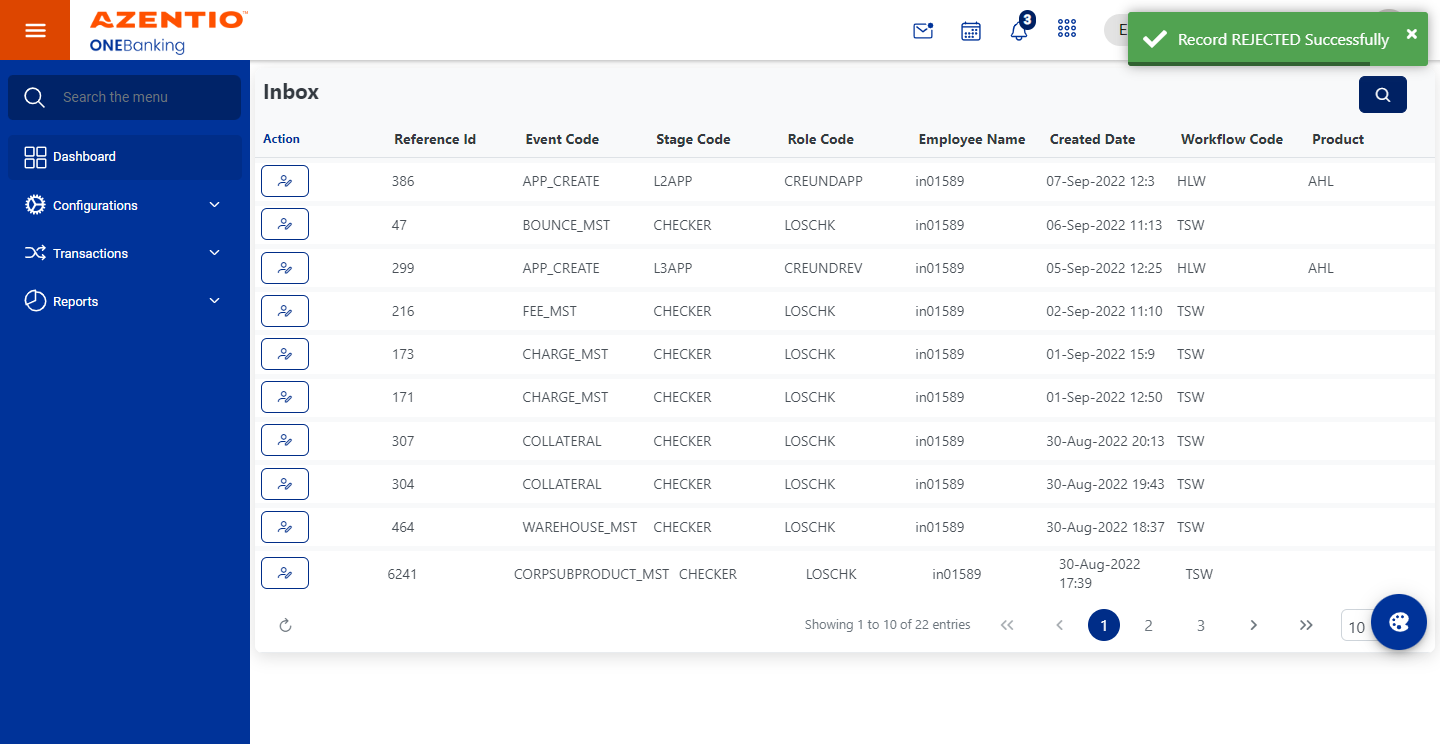 AZENTIO™
ONEBanking
3
E
Record REJECTED Successfully
×
Search the menu
Dashboard
Configurations
Transactions
Reports
Inbox
Action Reference Id Event Code Stage Code Role Code Employee Name Created Date Workflow Code Product
386 APP_CREATE L2APP CREUNDAPP in01589 07-Sep-2022 12:3 HLW AHL
47 BOUNCE_MST CHECKER LOSCHK in01589 06-Sep-2022 11:13 TSW
299 APP_CREATE L3APP CREUNDREV in01589 05-Sep-2022 12:25 HLW AHL
216 FEE_MST CHECKER LOSCHK in01589 02-Sep-2022 11:10 TSW
173 CHARGE_MST CHECKER LOSCHK in01589 01-Sep-2022 15:9 TSW
171 CHARGE_MST CHECKER LOSCHK in01589 01-Sep-2022 12:50 TSW
307 COLLATERAL CHECKER LOSCHK in01589 30-Aug-2022 20:13 TSW
304 COLLATERAL CHECKER LOSCHK in01589 30-Aug-2022 19:43 TSW
464 WAREHOUSE_MST CHECKER LOSCHK in01589 30-Aug-2022 18:37 TSW
6241 CORPSUBPRODUCT_MST CHECKER LOSCHK in01589 30-Aug-2022 17:39 TSW
Showing 1 to 10 of 22 entries 1 2 3 10